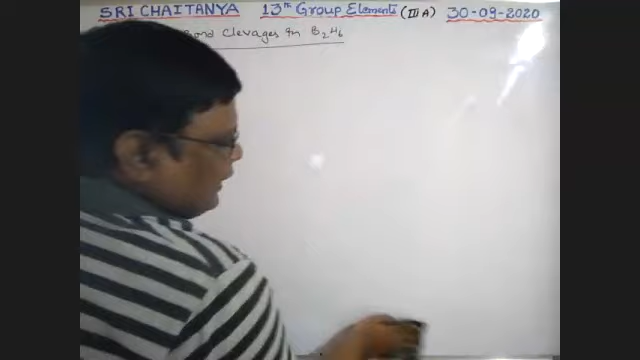 SRI CHAITANYA 13th Group Elements (III A) 30-09-2020
Bond Clevages in B2H6